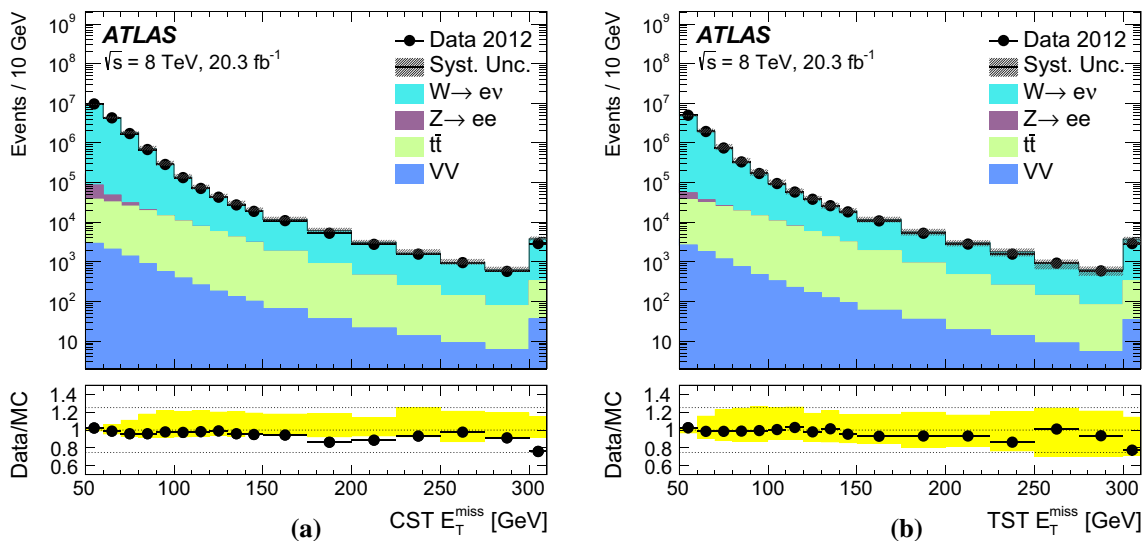 Events / 10 GeV
10⁹
10⁸
10⁷
10⁶
10⁵
10⁴
10³
10²
10
ATLAS
√s = 8 TeV, 20.3 fb⁻¹
Data 2012
Syst. Unc.
W→ eν
Z→ ee
tt̄
VV
Data/MC
1.4
1.2
1
0.8
0.6
50 100 150 200 250 300
CST E_T^miss [GeV]
(a)
Events / 10 GeV
10⁹
10⁸
10⁷
10⁶
10⁵
10⁴
10³
10²
10
ATLAS
√s = 8 TeV, 20.3 fb⁻¹
Data 2012
Syst. Unc.
W→ eν
Z→ ee
tt̄
VV
Data/MC
1.4
1.2
1
0.8
0.6
50 100 150 200 250 300
TST E_T^miss [GeV]
(b)